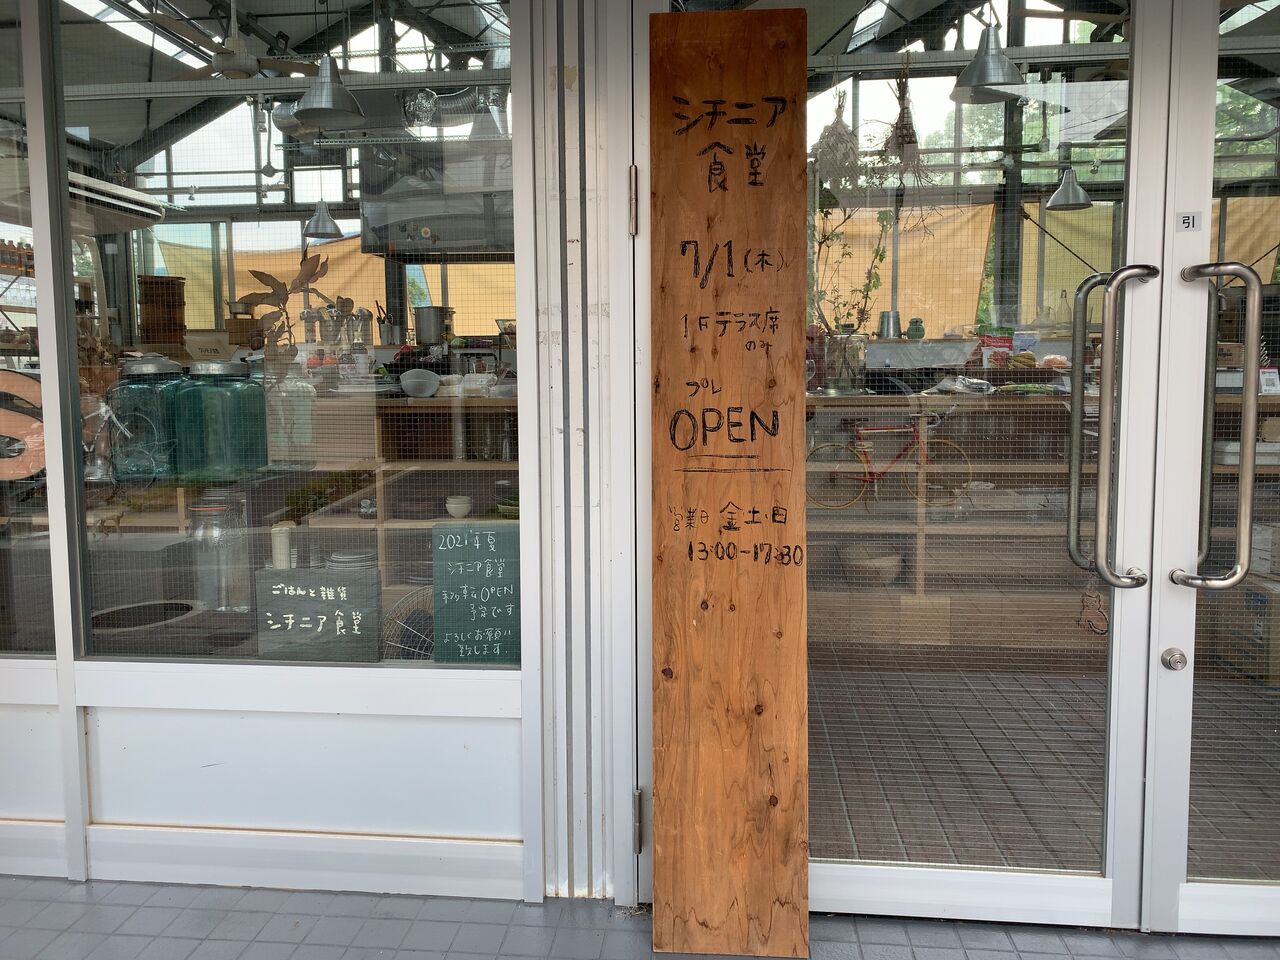 シチニア
食堂
7/1(木)
1Fテラス席
のみ
プレ
OPEN
営業日 金土日
13:00-17:30
ごはんと雑貨
シチニア食堂
2021年夏
シチニア食堂
移転OPEN
予定です
よろしくお願い
致します.
引